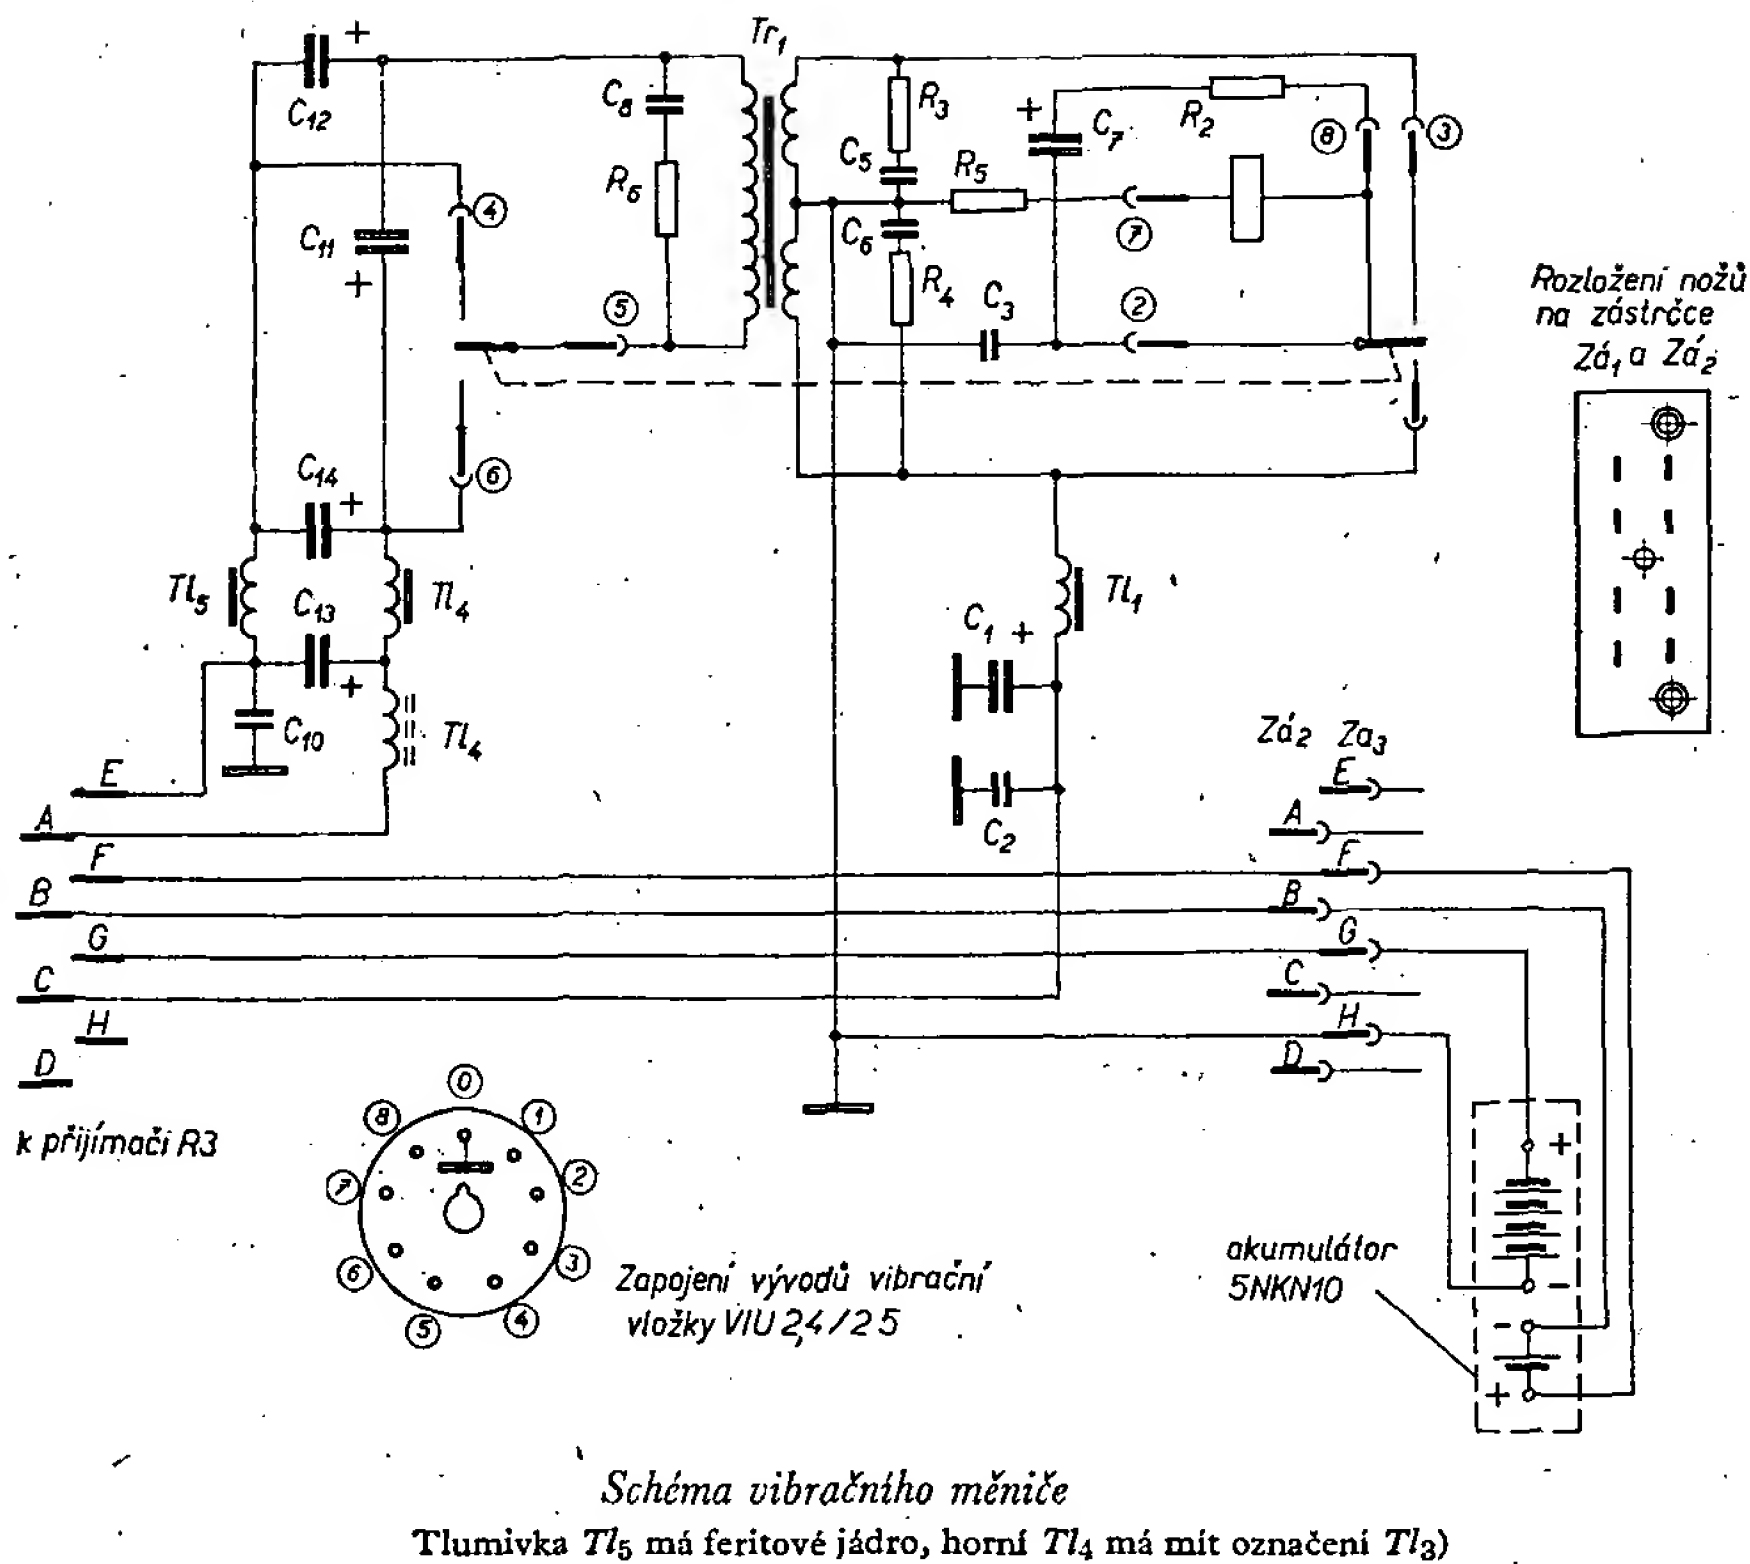 Tr1
+
C12
C8
R6
R3
+
C7
R2
8
3
C5
R5
4
C11
+
C6
7
R4
C3
2
5
Rozložení nožů
na zástrčce
Zá1 a Zá2
C14
+
6
Tl5
C13
Tl4
Tl1
C1
+
+
C10
Tl4
Zá2 Za3
E
E
A
A
C2
F
F
B
B
G
G
C
C
H
H
D
D
0
8
1
k přijímači R3
7
2
+
6
3
5
4
Zapojení vývodů vibrační
vložky VIU 2,4/25
akumulátor
5NKN10
-
-
+
Schéma vibračního měniče
Tlumivka Tl5 má feritové jádro, horní Tl4 má mít označení Tl3)